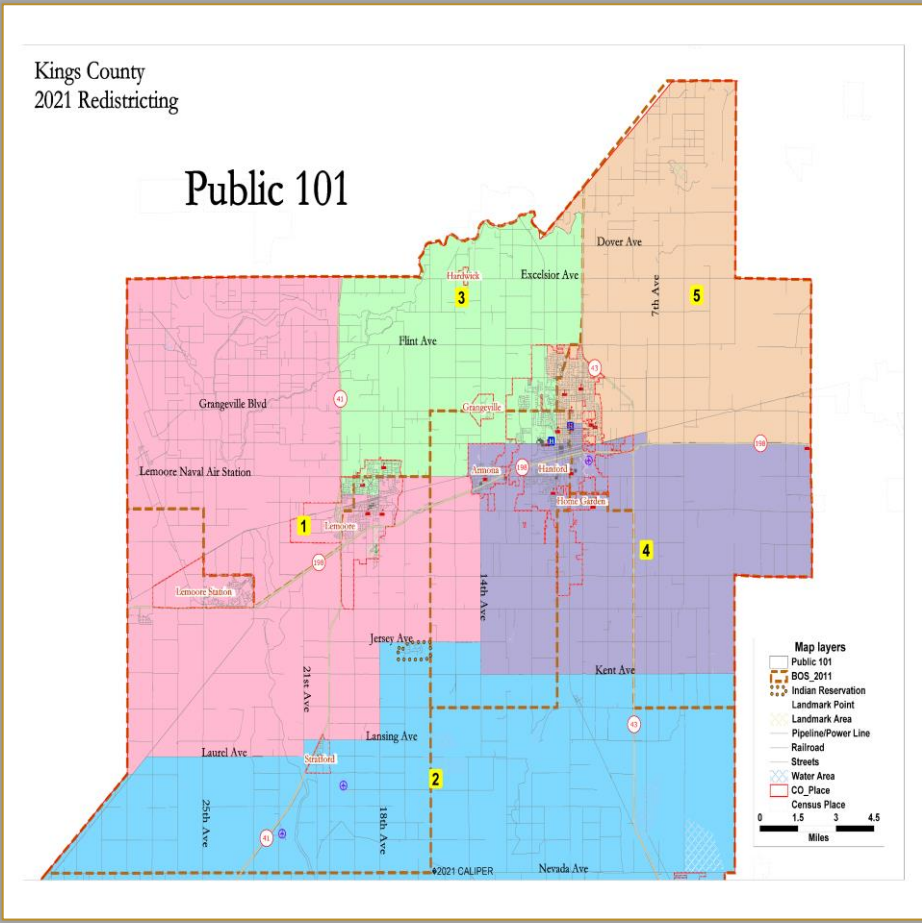 Kings County
2021 Redistricting
Public 101
Dover Ave
Hardwick
Excelsior Ave
3
5
7th Ave
Flint Ave
43
41
Grangeville Blvd
Grangeville
H
198
Lemoore Naval Air Station
Armona
198
Hanford
Home Garden
1
Lemoore
4
198
Lemoore Station
14th Ave
Jersey Ave
Kent Ave
21st Ave
Lansing Ave
Laurel Ave
Stratford
43
2
25th Ave
18th Ave
41
Nevada Ave
©2021 CALIPER
Map layers
Public 101
BOS_2011
Indian Reservation
Landmark Point
Landmark Area
Pipeline/Power Line
Railroad
Streets
Water Area
CO_Place
Census Place
0 1.5 3 4.5
Miles